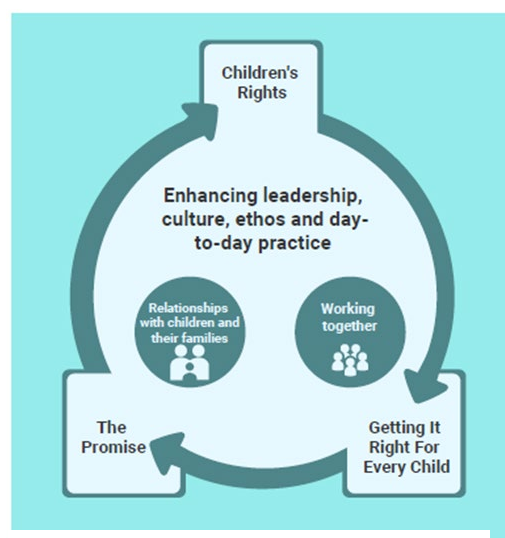 Children's
Rights
Enhancing leadership,
culture, ethos and day-
to-day practice
Relationships
with children and
their families
Working
together
The
Promise
Getting It
Right For
Every Child